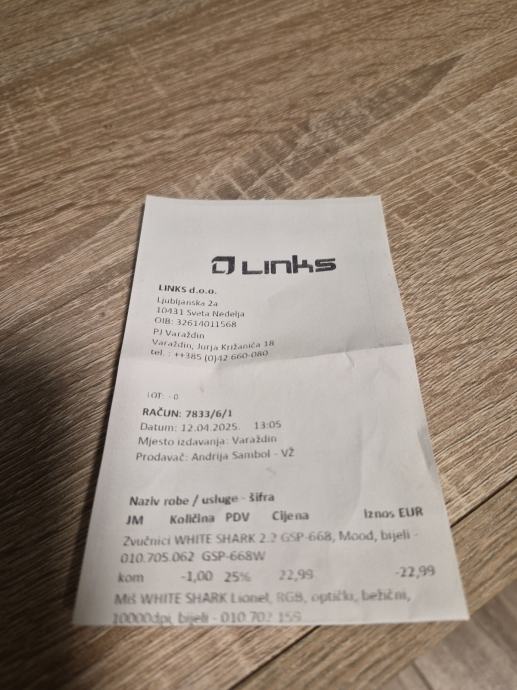 Links
LINKS d.o.o.
Ljubljanska 2a
10431 Sveta Nedelja
OIB: 32614011568
PJ Varaždin
Varaždin, Jurja Križanića 18
tel. : ++385 (0)42 660-080
LOT: - 0
RAČUN: 7833/6/1
Datum: 12.04.2025. 13:05
Mjesto izdavanja: Varaždin
Prodavač: Andrija Sambol - VŽ
Naziv robe / usluge - šifra
JM Količina PDV Cijena Iznos EUR
Zvučnici WHITE SHARK 2.2 GSP-668, Mood, bijeli -
010.705.062 GSP-668W
kom -1,00 25% 22,99 -22,99
Miš WHITE SHARK Lionel, RGB, optički, bežični,
10000dpi, bijeli - 010.702.159